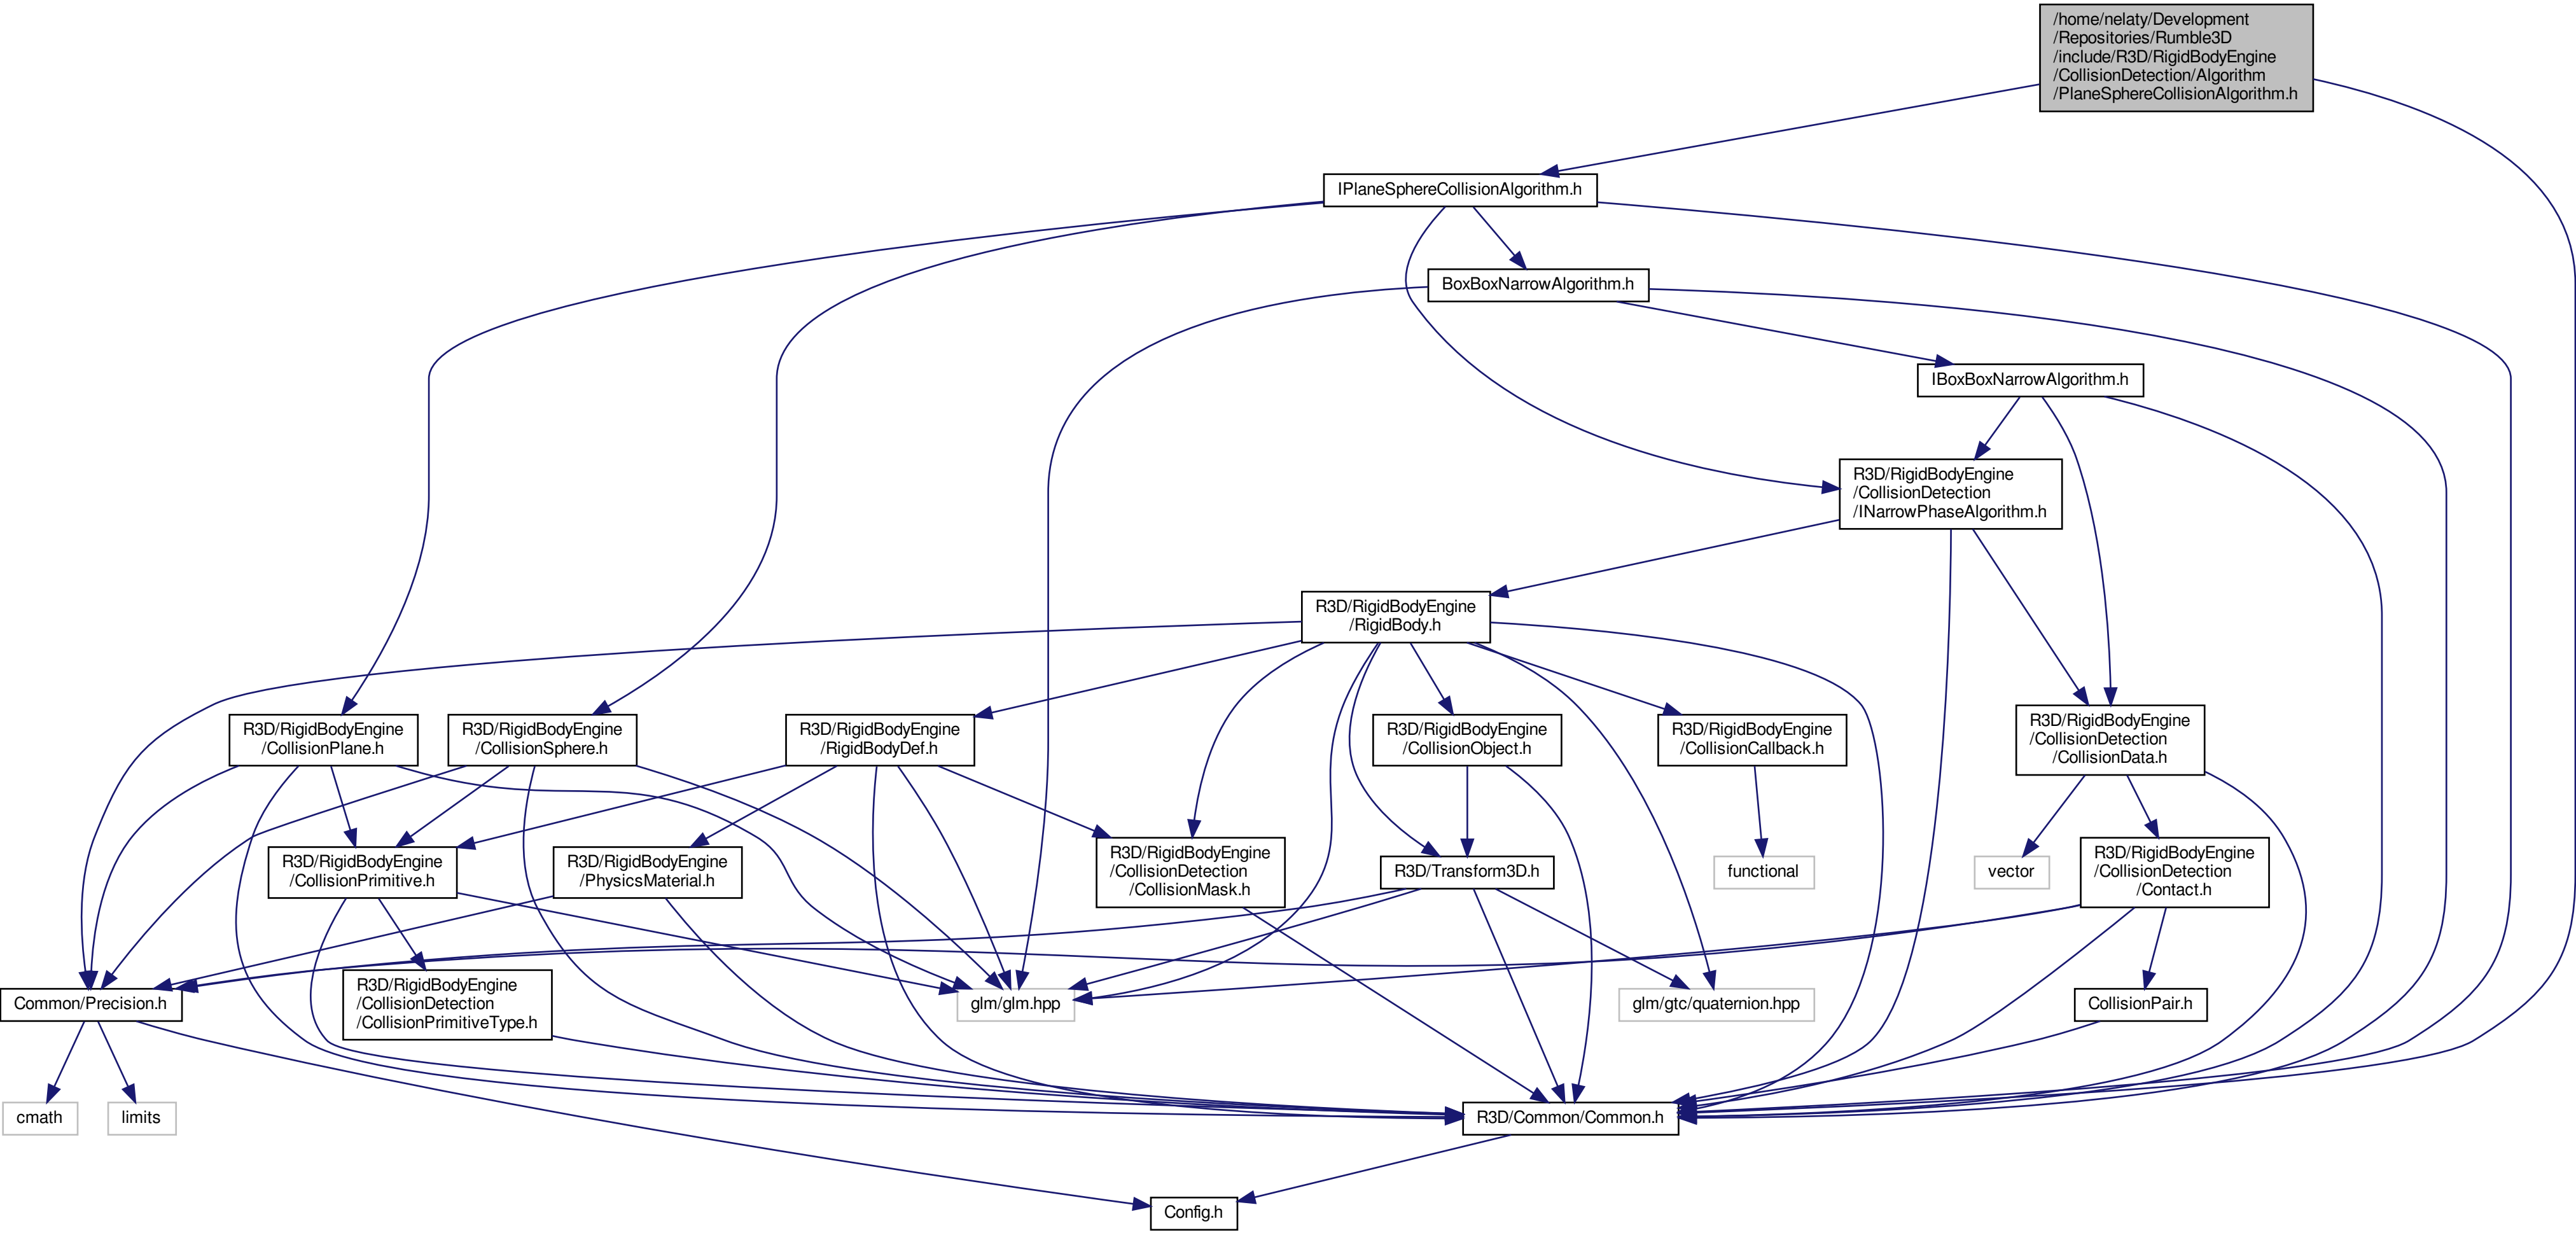 /home/nelaty/Development
/Repositories/Rumble3D
/include/R3D/RigidBodyEngine
/CollisionDetection/Algorithm
/PlaneSphereCollisionAlgorithm.h
IPlaneSphereCollisionAlgorithm.h
BoxBoxNarrowAlgorithm.h
IBoxBoxNarrowAlgorithm.h
R3D/RigidBodyEngine
/CollisionDetection
/INarrowPhaseAlgorithm.h
R3D/RigidBodyEngine
/RigidBody.h
R3D/RigidBodyEngine
/CollisionPlane.h
R3D/RigidBodyEngine
/CollisionSphere.h
R3D/RigidBodyEngine
/RigidBodyDef.h
R3D/RigidBodyEngine
/CollisionObject.h
R3D/RigidBodyEngine
/CollisionCallback.h
R3D/RigidBodyEngine
/CollisionDetection
/CollisionData.h
R3D/RigidBodyEngine
/CollisionPrimitive.h
R3D/RigidBodyEngine
/PhysicsMaterial.h
R3D/RigidBodyEngine
/CollisionDetection
/CollisionMask.h
R3D/Transform3D.h
functional
vector
R3D/RigidBodyEngine
/CollisionDetection
/Contact.h
Common/Precision.h
R3D/RigidBodyEngine
/CollisionDetection
/CollisionPrimitiveType.h
glm/glm.hpp
glm/gtc/quaternion.hpp
CollisionPair.h
cmath
limits
R3D/Common/Common.h
Config.h